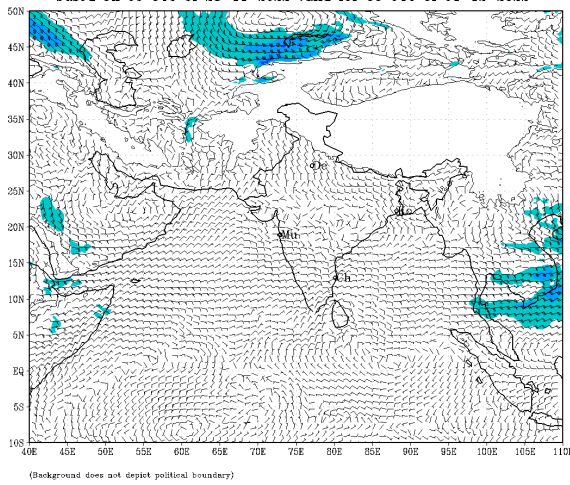 50N
45N
40N
35N
30N
25N
De
20N
Mu
15N
Ch
10N
5N
EQ
5S
10S
40E 45E 50E 55E 60E 65E 70E 75E 80E 85E 90E 95E 100E 105E 110E
(Background does not depict political boundary)